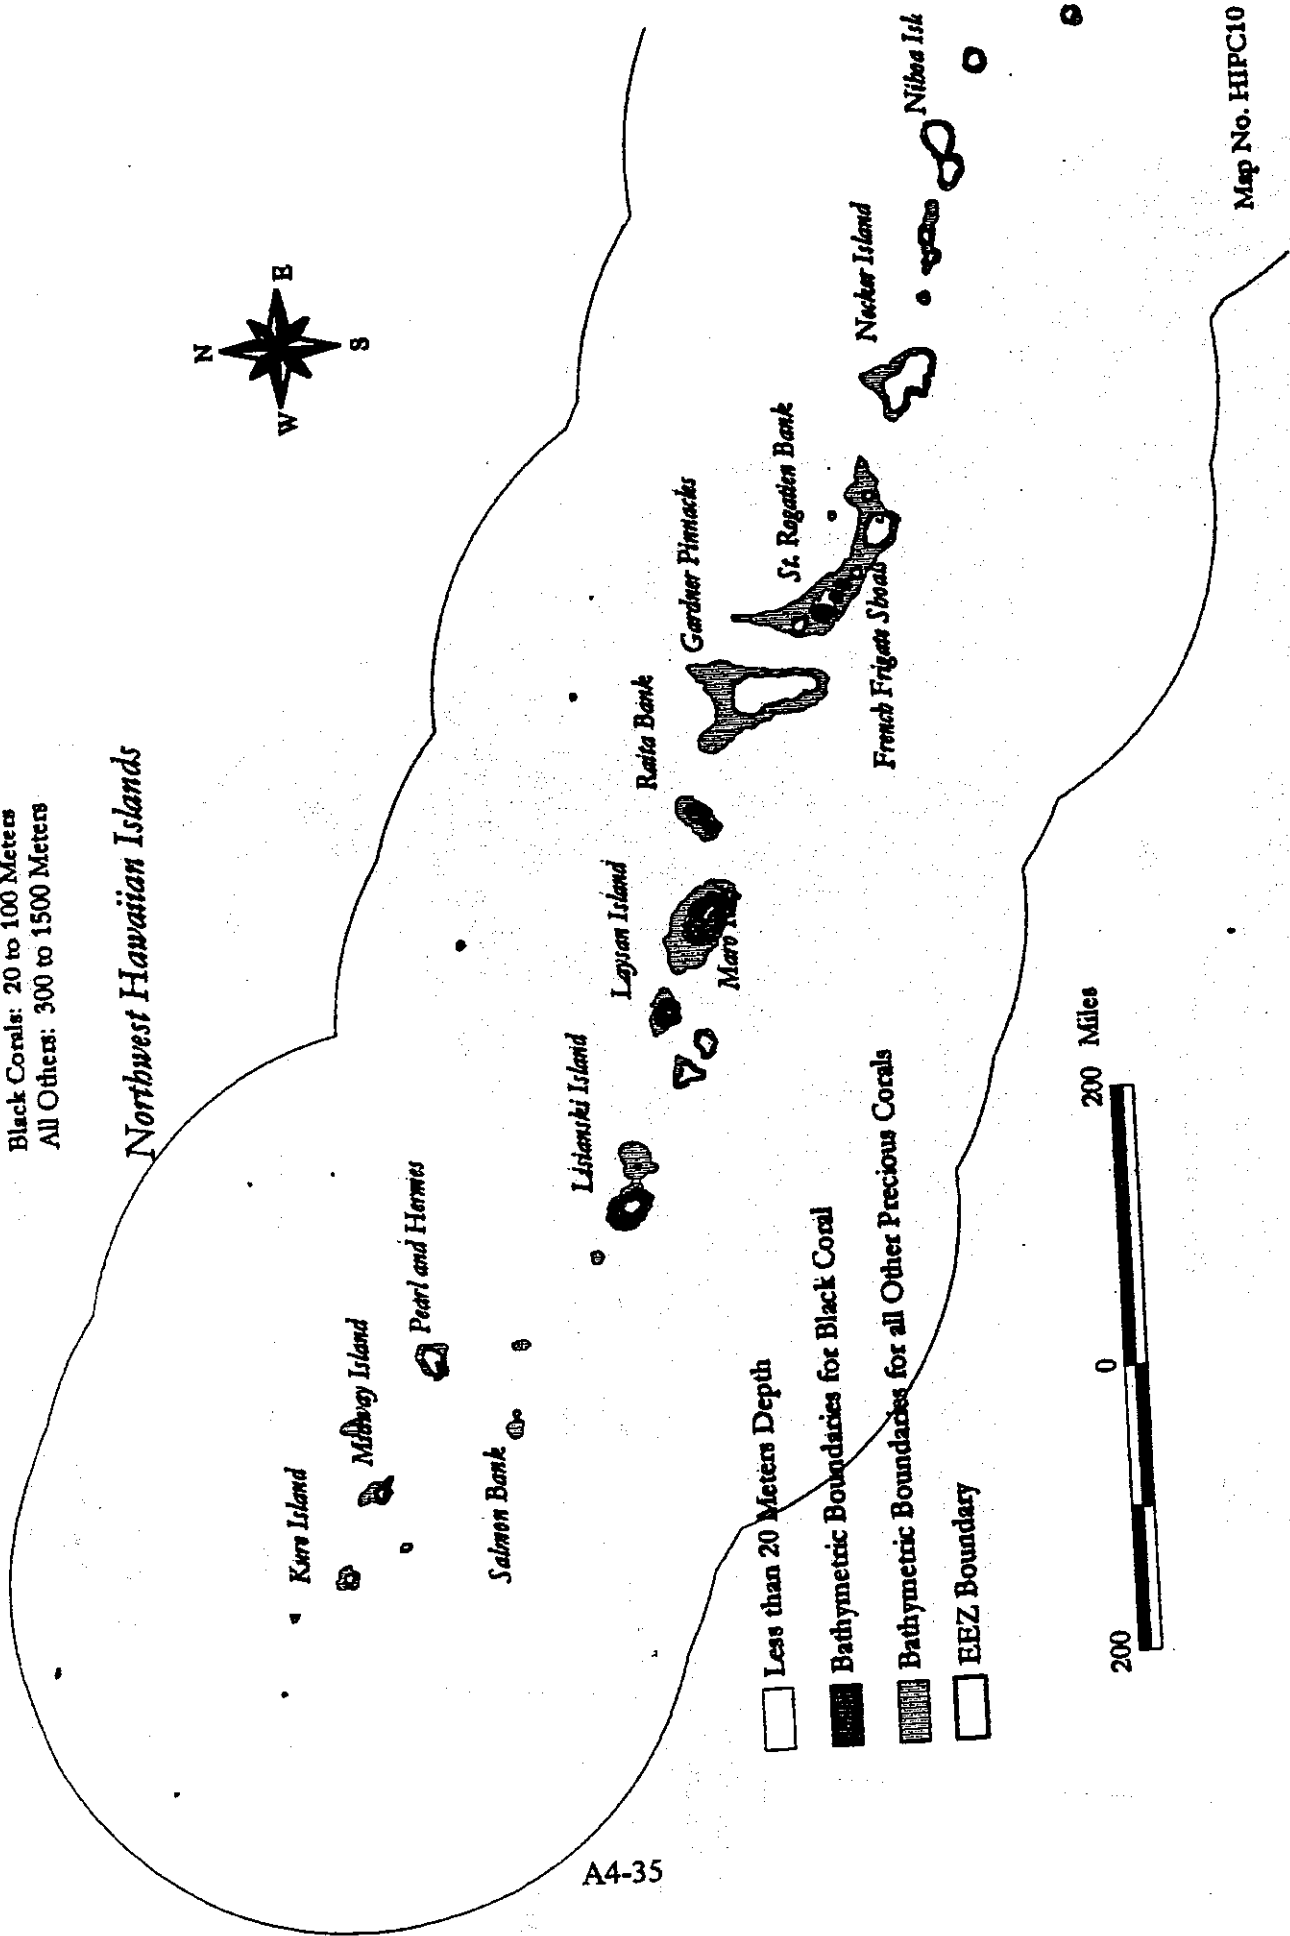 Black Corals: 20 to 100 Meters
All Others: 300 to 1500 Meters
Northwest Hawaiian Islands
N
W
E
S
Kure Island
Midway Island
Pearl and Hermes
Salmon Bank
Lisianski Island
Laysan Island
Maro
Raita Bank
Gardner Pinnacles
St. Rogatien Bank
French Frigate Shoals
Necker Island
Nihoa Isl
Less than 20 Meters Depth
Bathymetric Boundaries for Black Coral
Bathymetric Boundaries for all Other Precious Corals
EEZ Boundary
200 0 200 Miles
Map No. HIPC10
A4-35